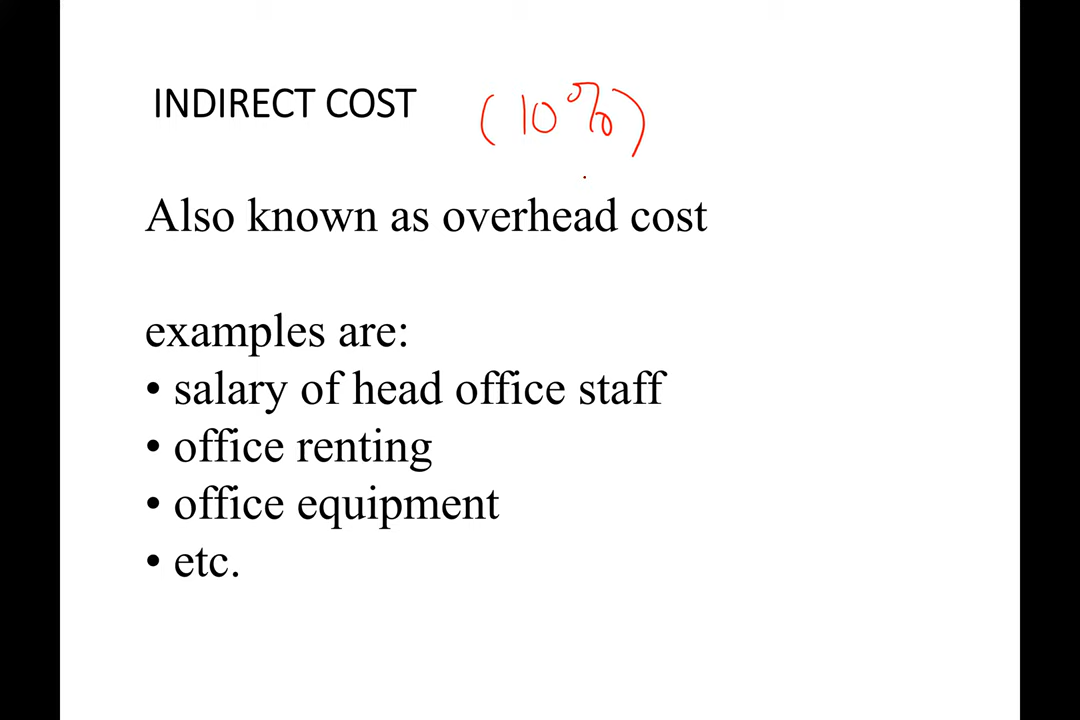 INDIRECT COST (10%)
Also known as overhead cost
examples are:
• salary of head office staff
• office renting
• office equipment
• etc.